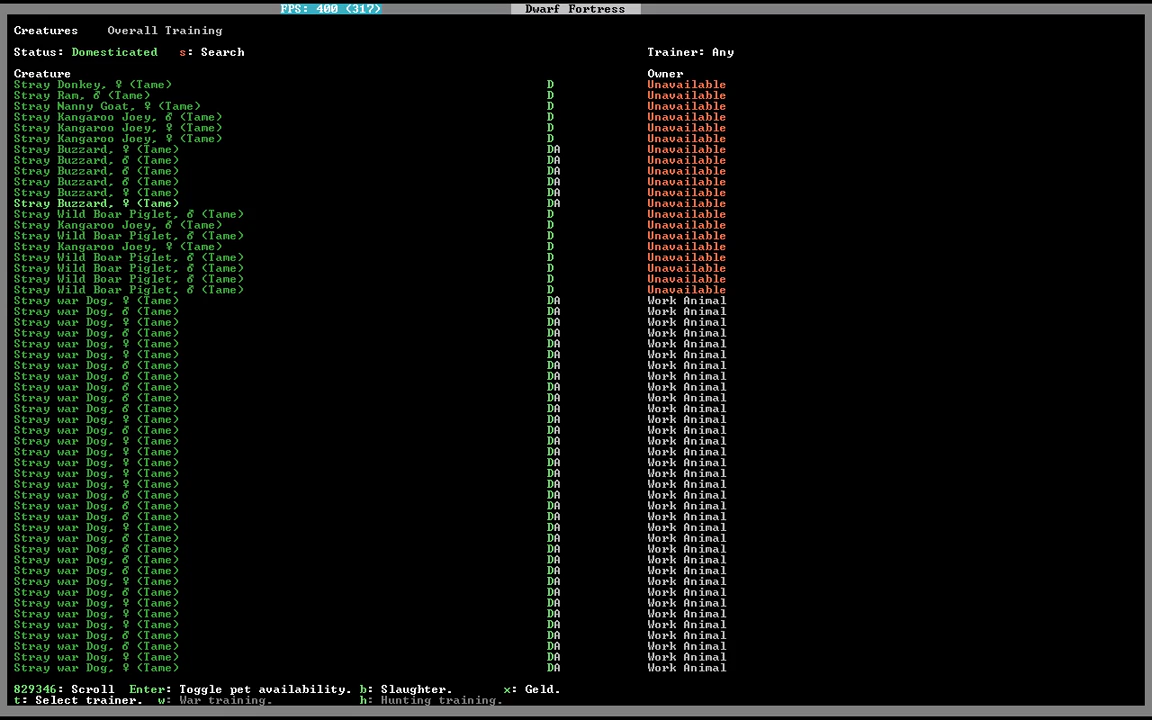 FPS: 400 (317) Dwarf Fortress
Creatures Overall Training
Status: Domesticated s: Search Trainer: Any
Creature Owner
Stray Donkey, ♀ (Tame) D Unavailable
Stray Ram, ♂ (Tame) D Unavailable
Stray Nanny Goat, ♀ (Tame) D Unavailable
Stray Kangaroo Joey, ♂ (Tame) D Unavailable
Stray Kangaroo Joey, ♀ (Tame) D Unavailable
Stray Kangaroo Joey, ♀ (Tame) D Unavailable
Stray Buzzard, ♀ (Tame) DA Unavailable
Stray Buzzard, ♂ (Tame) DA Unavailable
Stray Buzzard, ♂ (Tame) DA Unavailable
Stray Buzzard, ♂ (Tame) DA Unavailable
Stray Buzzard, ♀ (Tame) DA Unavailable
Stray Buzzard, ♀ (Tame) DA Unavailable
Stray Wild Boar Piglet, ♂ (Tame) D Unavailable
Stray Kangaroo Joey, ♂ (Tame) D Unavailable
Stray Wild Boar Piglet, ♂ (Tame) D Unavailable
Stray Kangaroo Joey, ♀ (Tame) D Unavailable
Stray Wild Boar Piglet, ♂ (Tame) D Unavailable
Stray Wild Boar Piglet, ♂ (Tame) D Unavailable
Stray Wild Boar Piglet, ♂ (Tame) D Unavailable
Stray Wild Boar Piglet, ♂ (Tame) D Unavailable
Stray war Dog, ♀ (Tame) DA Work Animal
Stray war Dog, ♂ (Tame) DA Work Animal
Stray war Dog, ♀ (Tame) DA Work Animal
Stray war Dog, ♂ (Tame) DA Work Animal
Stray war Dog, ♀ (Tame) DA Work Animal
Stray war Dog, ♀ (Tame) DA Work Animal
Stray war Dog, ♂ (Tame) DA Work Animal
Stray war Dog, ♂ (Tame) DA Work Animal
Stray war Dog, ♂ (Tame) DA Work Animal
Stray war Dog, ♂ (Tame) DA Work Animal
Stray war Dog, ♂ (Tame) DA Work Animal
Stray war Dog, ♀ (Tame) DA Work Animal
Stray war Dog, ♂ (Tame) DA Work Animal
Stray war Dog, ♀ (Tame) DA Work Animal
Stray war Dog, ♀ (Tame) DA Work Animal
Stray war Dog, ♀ (Tame) DA Work Animal
Stray war Dog, ♀ (Tame) DA Work Animal
Stray war Dog, ♀ (Tame) DA Work Animal
Stray war Dog, ♂ (Tame) DA Work Animal
Stray war Dog, ♂ (Tame) DA Work Animal
Stray war Dog, ♂ (Tame) DA Work Animal
Stray war Dog, ♀ (Tame) DA Work Animal
Stray war Dog, ♂ (Tame) DA Work Animal
Stray war Dog, ♂ (Tame) DA Work Animal
Stray war Dog, ♂ (Tame) DA Work Animal
Stray war Dog, ♀ (Tame) DA Work Animal
Stray war Dog, ♀ (Tame) DA Work Animal
Stray war Dog, ♂ (Tame) DA Work Animal
Stray war Dog, ♀ (Tame) DA Work Animal
Stray war Dog, ♀ (Tame) DA Work Animal
Stray war Dog, ♀ (Tame) DA Work Animal
Stray war Dog, ♂ (Tame) DA Work Animal
Stray war Dog, ♂ (Tame) DA Work Animal
Stray war Dog, ♀ (Tame) DA Work Animal
Stray war Dog, ♀ (Tame) DA Work Animal
829346: Scroll Enter: Toggle pet availability. b: Slaughter. x: Geld.
t: Select trainer. w: War training. h: Hunting training.